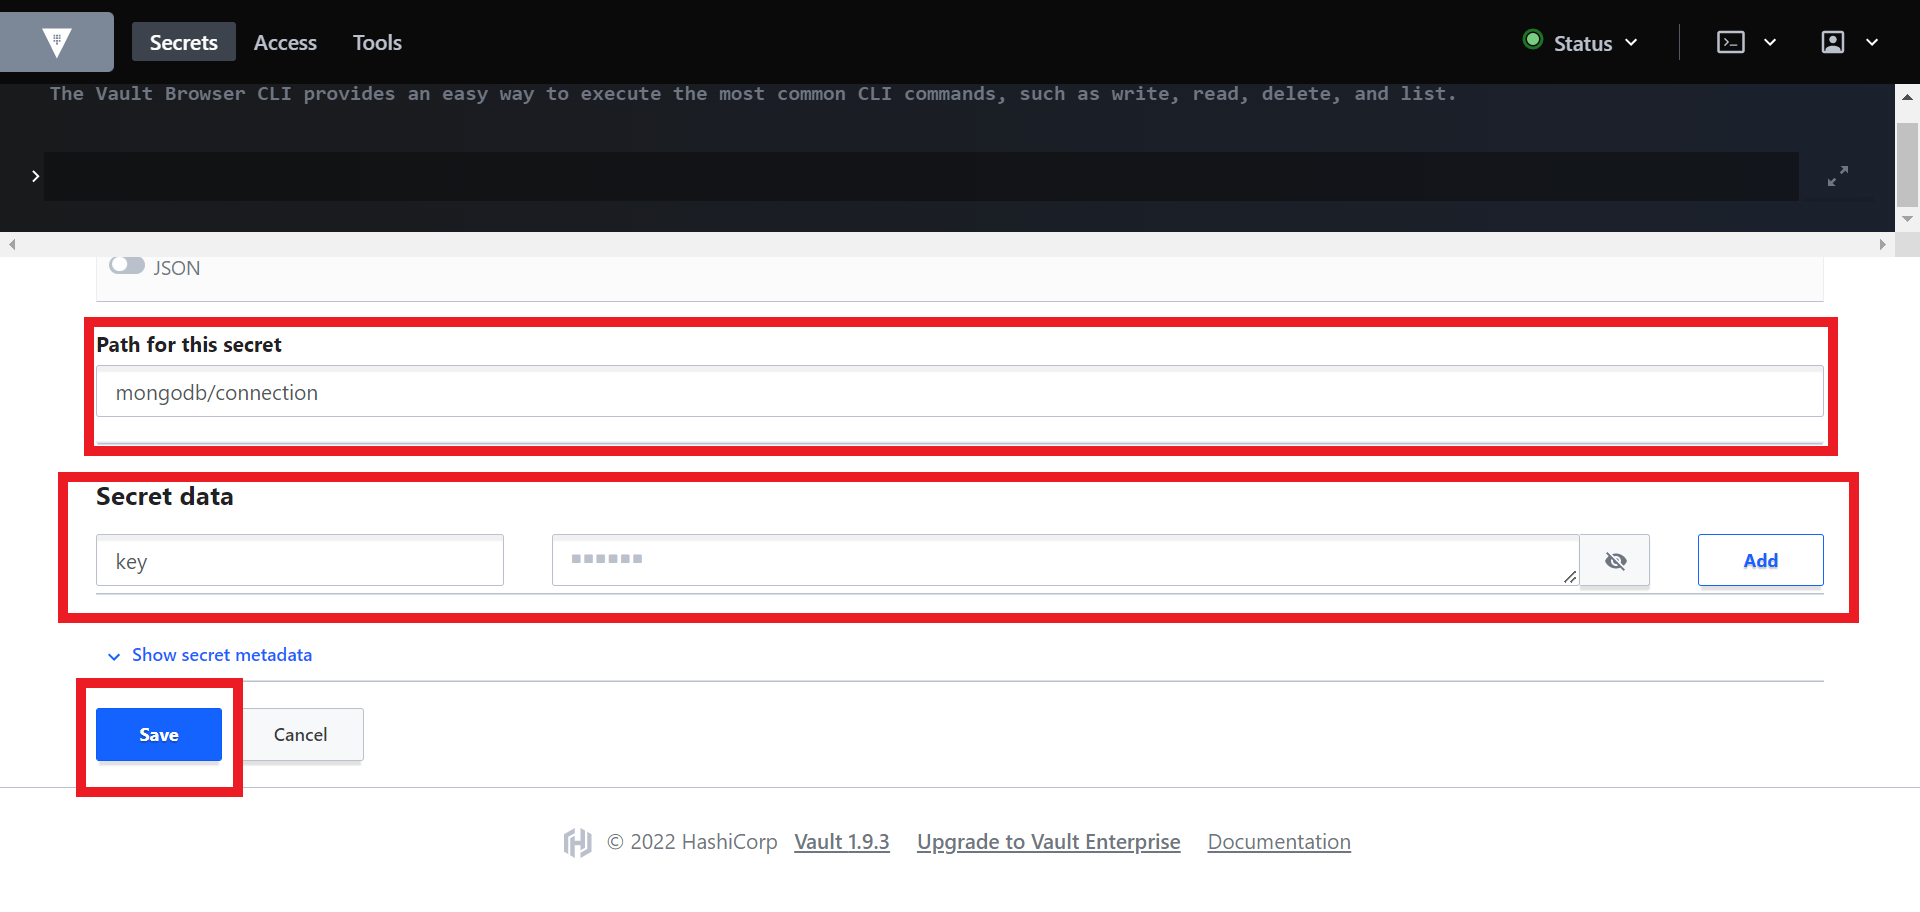 Secrets Access Tools Status
The Vault Browser CLI provides an easy way to execute the most common CLI commands, such as write, read, delete, and list.
JSON
Path for this secret
mongodb/connection
Secret data
key Add
Show secret metadata
Save Cancel
© 2022 HashiCorp Vault 1.9.3 Upgrade to Vault Enterprise Documentation